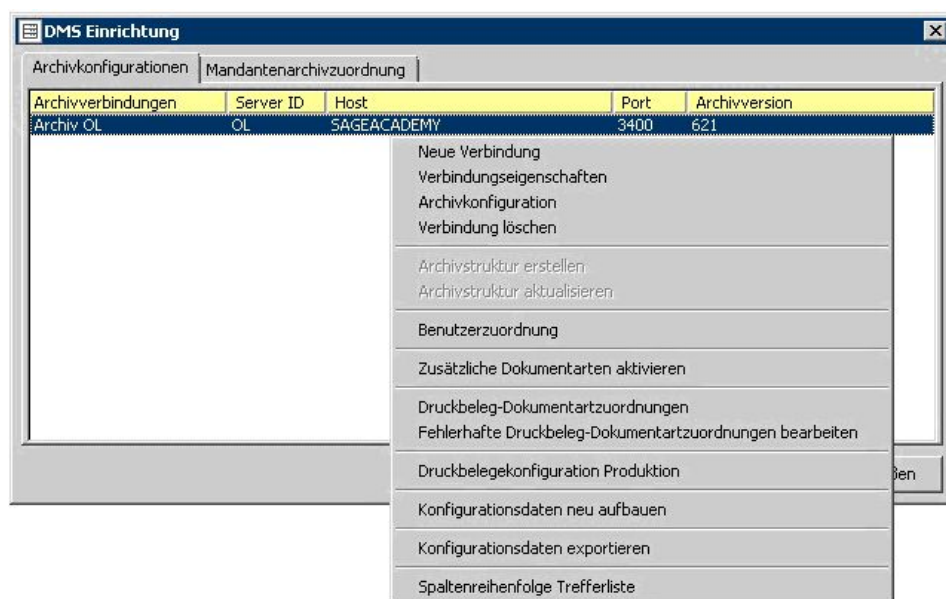 DMS Einrichtung
Archivkonfigurationen Mandantenarchivzuordnung
Archivverbindungen Server ID Host Port Archivversion
Archiv OL OL SAGEACADEMY 3400 621
Neue Verbindung
Verbindungseigenschaften
Archivkonfiguration
Verbindung löschen
Archivstruktur erstellen
Archivstruktur aktualisieren
Benutzerzuordnung
Zusätzliche Dokumentarten aktivieren
Druckbeleg-Dokumentartzuordnungen
Fehlerhafte Druckbeleg-Dokumentartzuordnungen bearbeiten
Druckbelegekonfiguration Produktion
Konfigurationsdaten neu aufbauen
Konfigurationsdaten exportieren
Spaltenreihenfolge Trefferliste